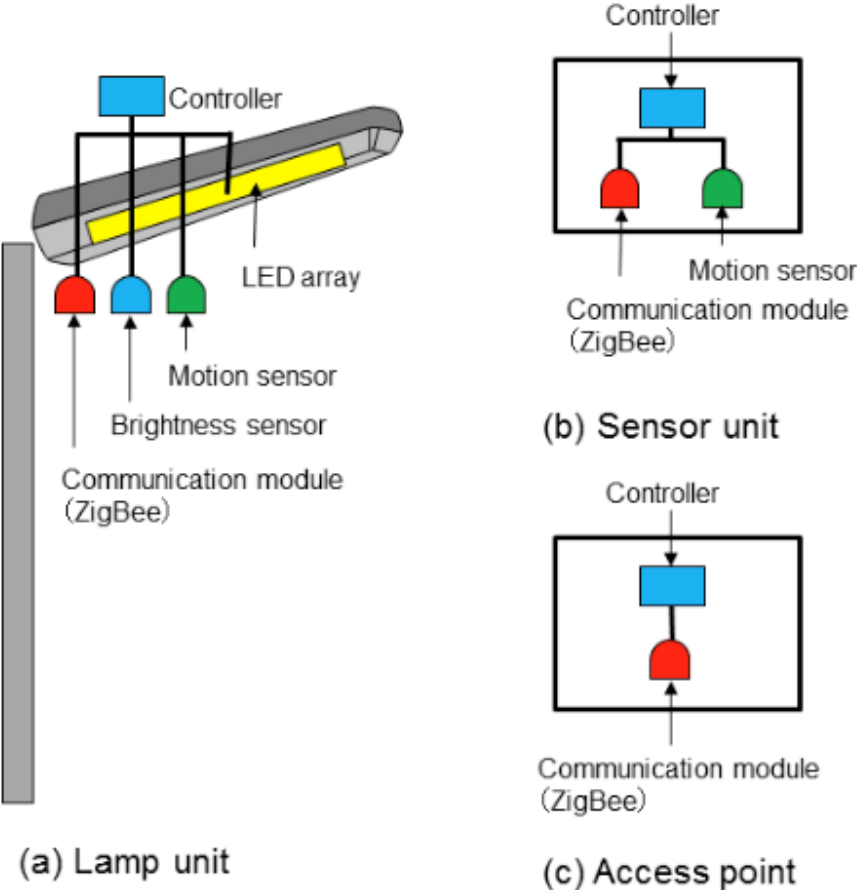 Controller
LED array
Motion sensor
Brightness sensor
Communication module
(ZigBee)
(a) Lamp unit
Controller
Motion sensor
Communication module
(ZigBee)
(b) Sensor unit
Controller
Communication module
(ZigBee)
(c) Access point